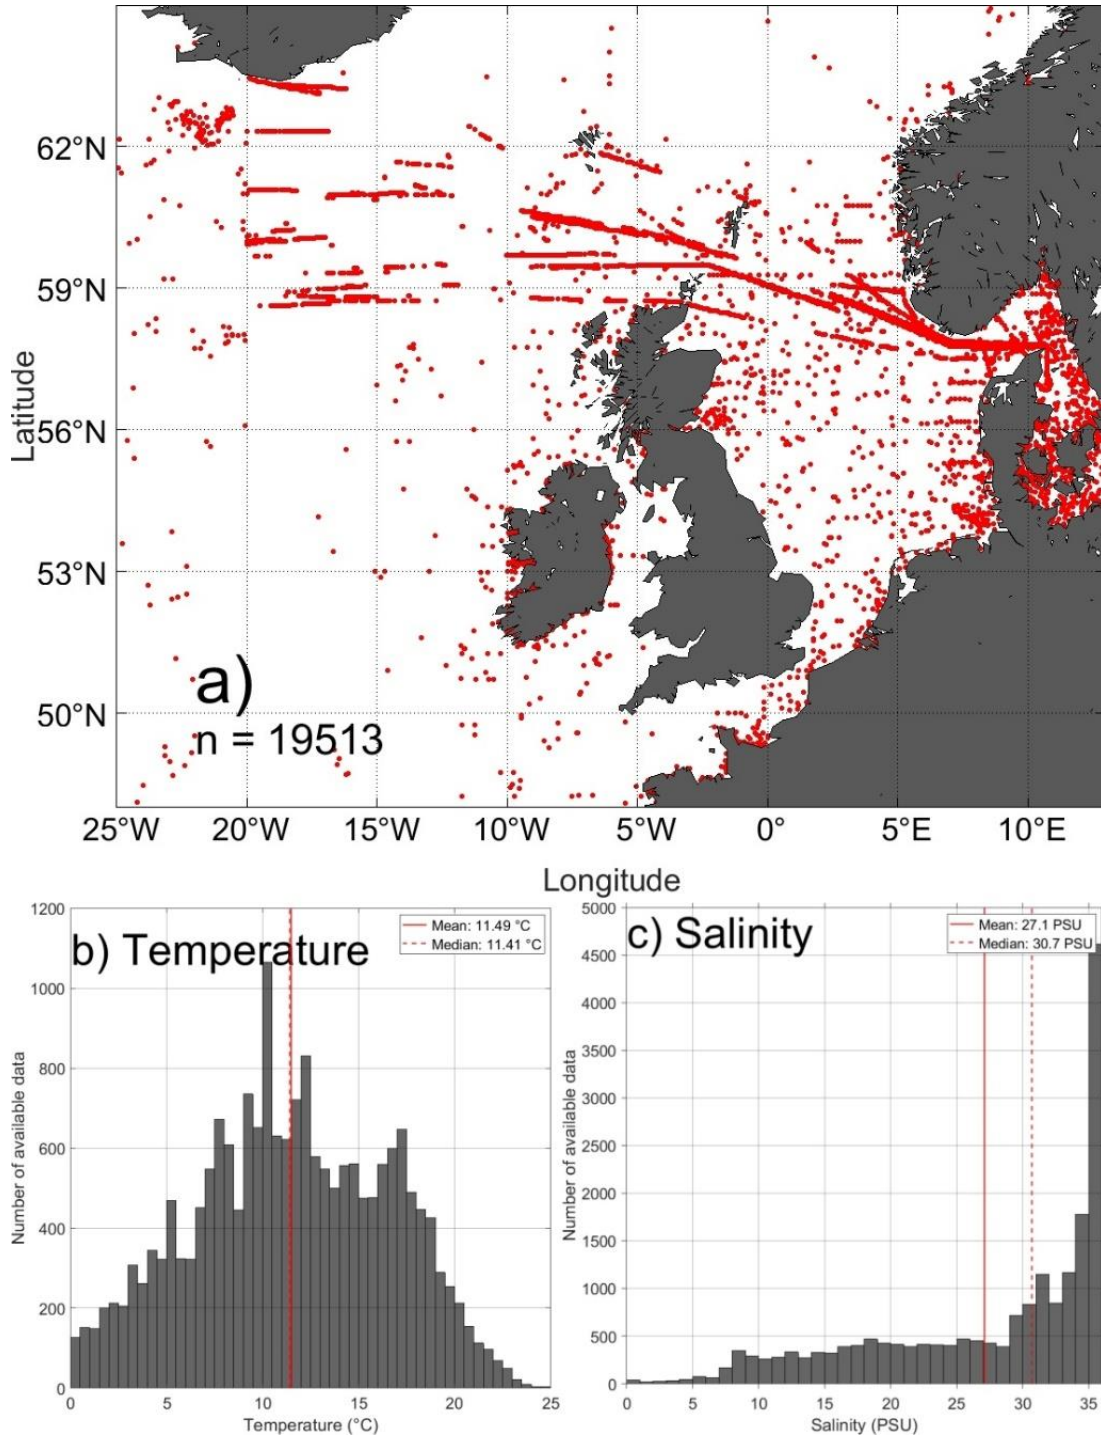 62°N
59°N
56°N
53°N
50°N
Latitude
a)
n = 19513
25°W 20°W 15°W 10°W 5°W 0° 5°E 10°E
Longitude
b) Temperature
Mean: 11.49 °C
Median: 11.41 °C
1200
1000
800
600
400
200
0
Number of available data
0 5 10 15 20 25
Temperature (°C)
c) Salinity
Mean: 27.1 PSU
Median: 30.7 PSU
5000
4500
4000
3500
3000
2500
2000
1500
1000
500
0
Number of available data
0 5 10 15 20 25 30 35
Salinity (PSU)